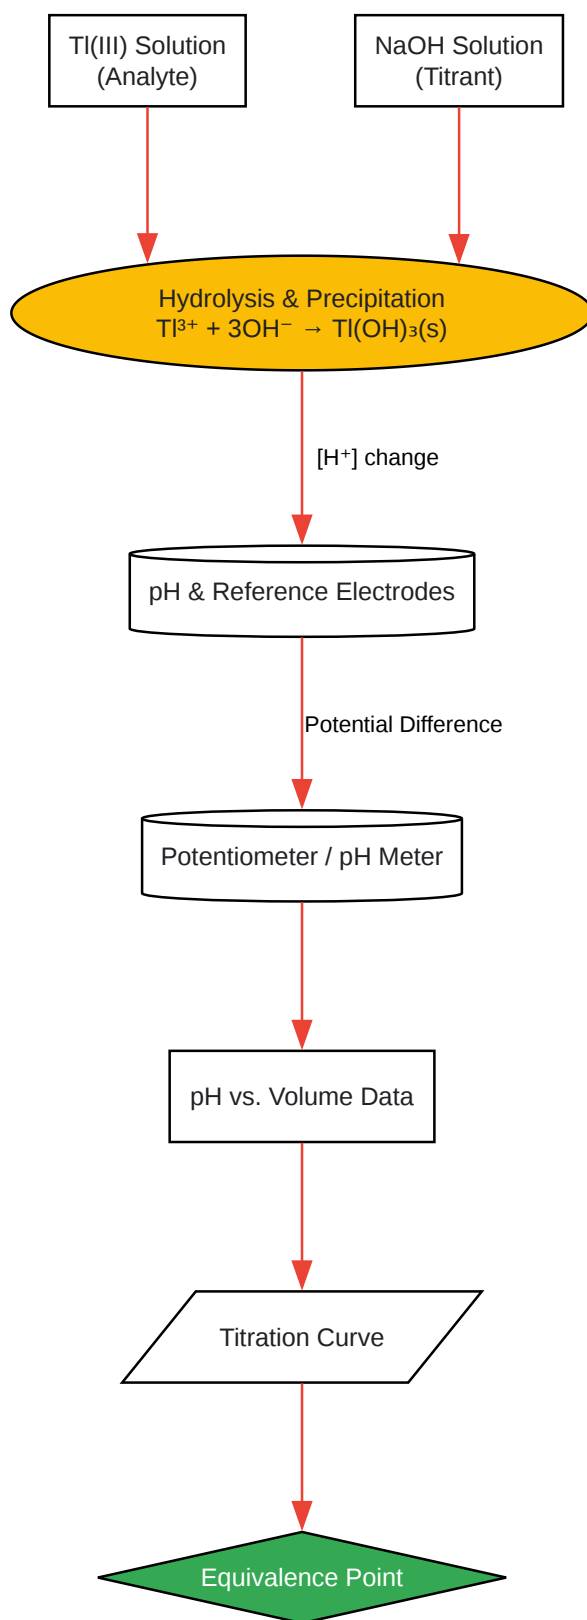 Tl(III) Solution
(Analyte)
NaOH Solution
(Titrant)
Hydrolysis & Precipitation
Tl³⁺ + 3OH⁻ → Tl(OH)₃(s)
[H⁺] change
pH & Reference Electrodes
Potential Difference
Potentiometer / pH Meter
pH vs. Volume Data
Titration Curve
Equivalence Point